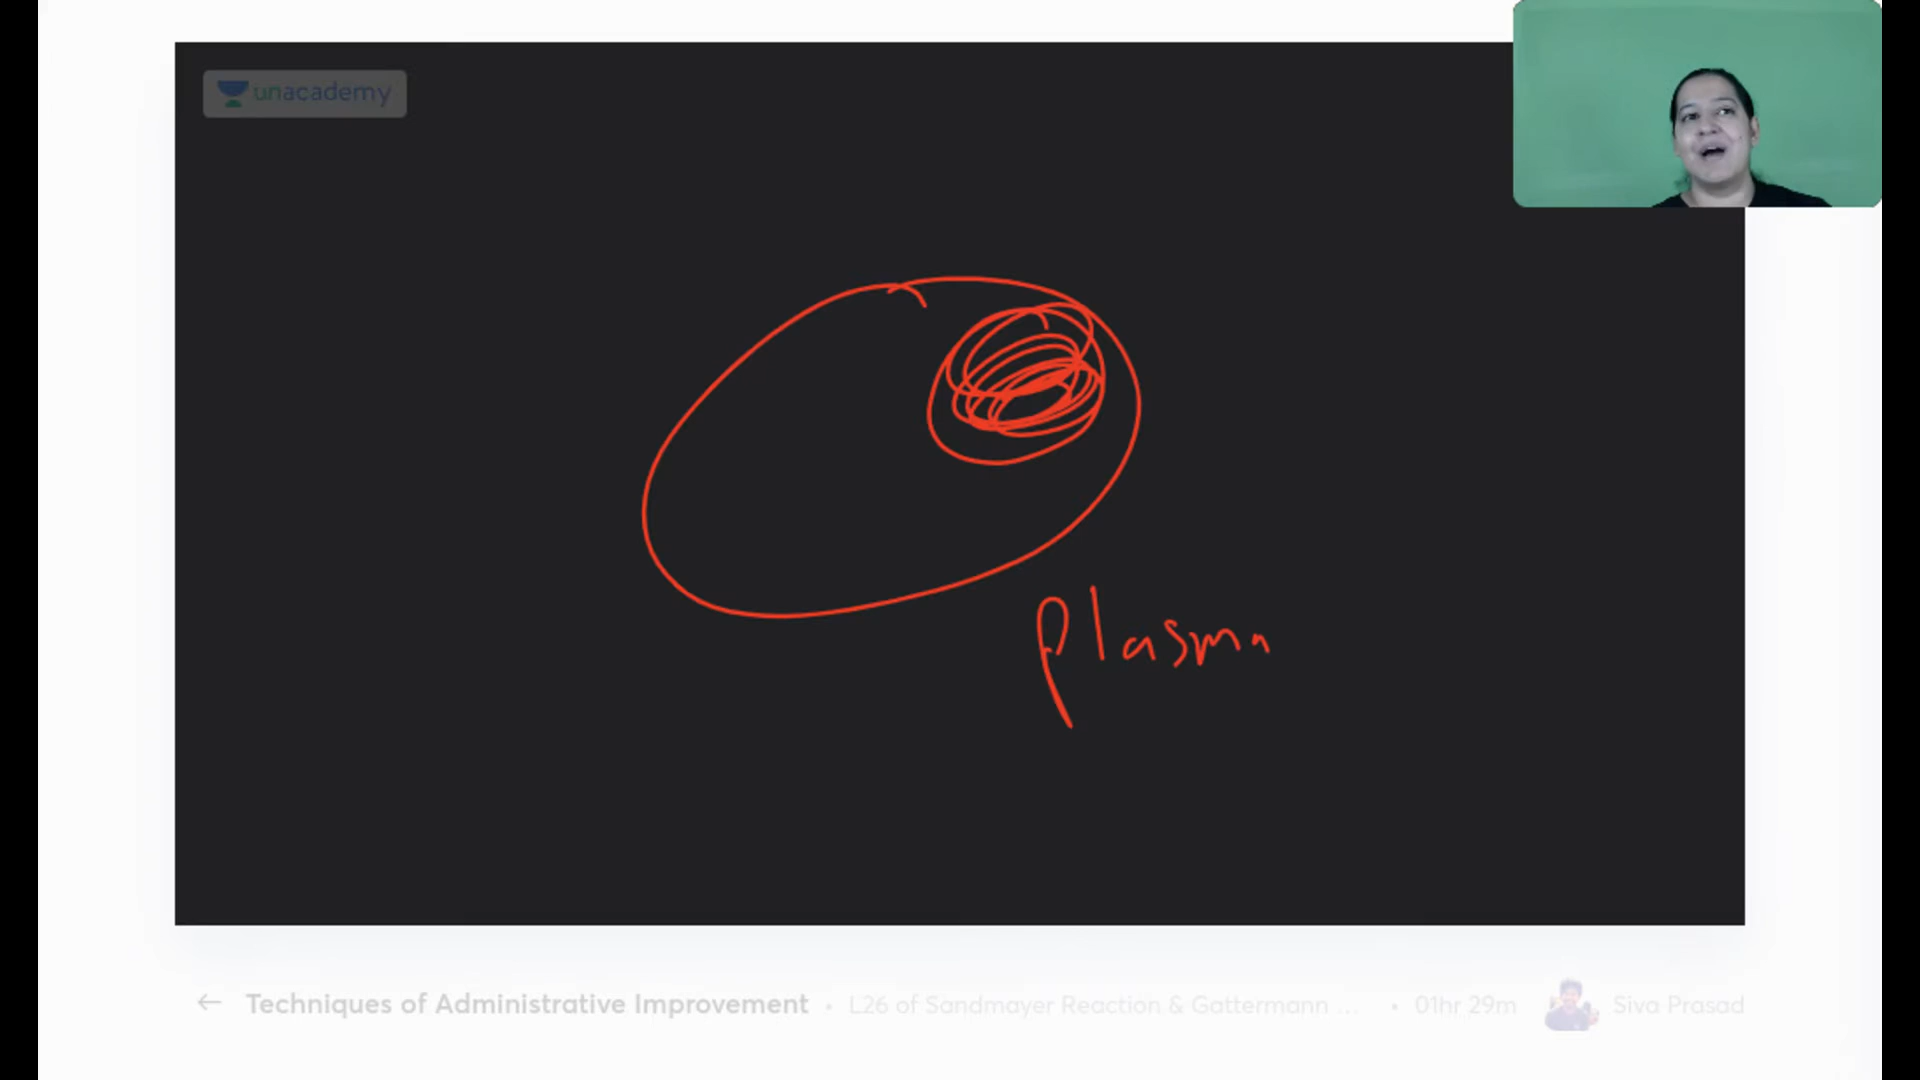 unacademy
Plasma
← Techniques of Administrative Improvement • L26 of Sandmayer Reaction & Gattermann ... • 01hr 29m Siva Prasad